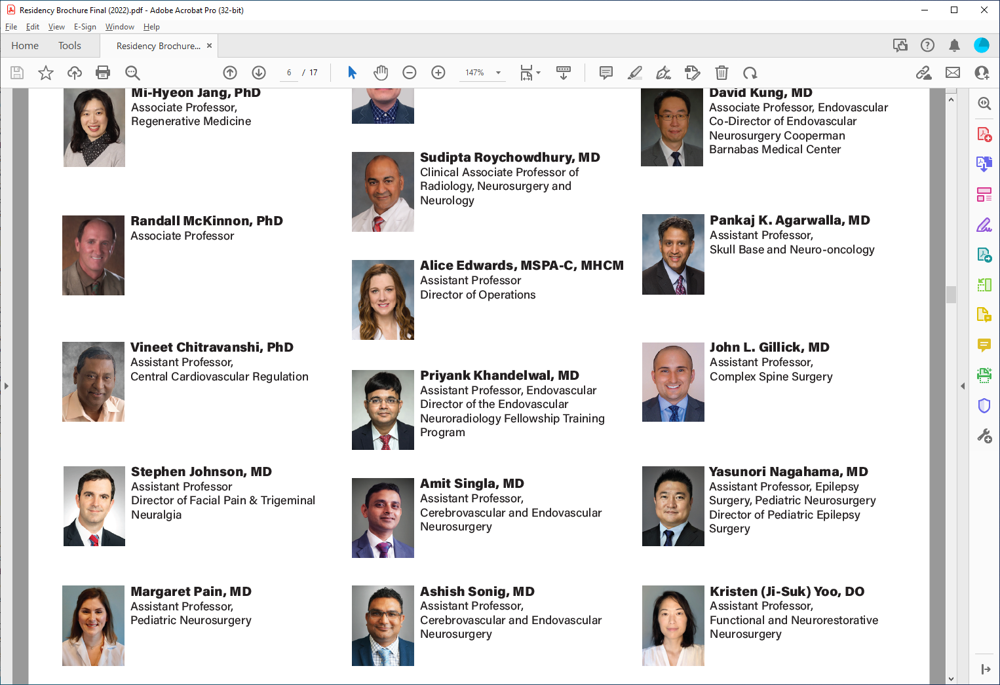 Residency Brochure Final (2022).pdf - Adobe Acrobat Pro (32-bit)
File Edit View E-Sign Window Help
Home Tools Residency Brochure... ×
6 / 17 147%
Mi-Hyeon Jang, PhD
Associate Professor,
Regenerative Medicine
Randall McKinnon, PhD
Associate Professor
Vineet Chitravanshi, PhD
Assistant Professor,
Central Cardiovascular Regulation
Stephen Johnson, MD
Assistant Professor
Director of Facial Pain & Trigeminal
Neuralgia
Margaret Pain, MD
Assistant Professor,
Pediatric Neurosurgery
Sudipta Roychowdhury, MD
Clinical Associate Professor of
Radiology, Neurosurgery and
Neurology
Alice Edwards, MSPA-C, MHCM
Assistant Professor
Director of Operations
Priyank Khandelwal, MD
Assistant Professor, Endovascular
Director of the Endovascular
Neuroradiology Fellowship Training
Program
Amit Singla, MD
Assistant Professor,
Cerebrovascular and Endovascular
Neurosurgery
Ashish Sonig, MD
Assistant Professor,
Cerebrovascular and Endovascular
Neurosurgery
David Kung, MD
Associate Professor, Endovascular
Co-Director of Endovascular
Neurosurgery Cooperman
Barnabas Medical Center
Pankaj K. Agarwalla, MD
Assistant Professor,
Skull Base and Neuro-oncology
John L. Gillick, MD
Assistant Professor,
Complex Spine Surgery
Yasunori Nagahama, MD
Assistant Professor, Epilepsy
Surgery, Pediatric Neurosurgery
Director of Pediatric Epilepsy
Surgery
Kristen (Ji-Suk) Yoo, DO
Assistant Professor,
Functional and Neurorestorative
Neurosurgery